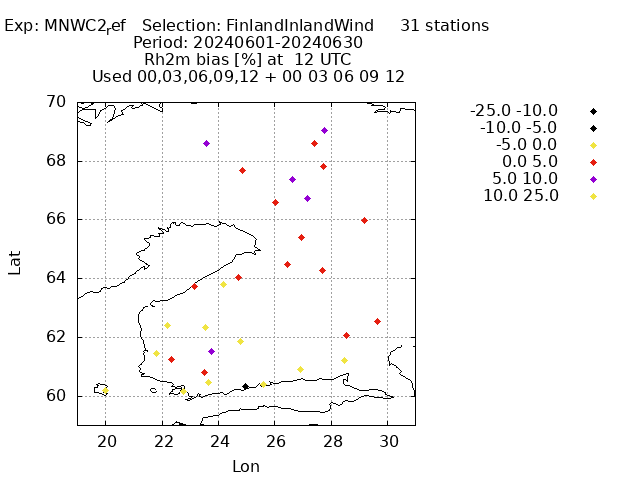 Exp: MNWC2ref   Selection: FinlandInlandWind     31 stations
Period: 20240601-20240630
Rh2m bias [%] at  12 UTC
Used 00,03,06,09,12 + 00 03 06 09 12
-25.0 -10.0
-10.0 -5.0
-5.0 0.0
0.0 5.0
5.0 10.0
10.0 25.0
70
68
66
64
62
60
Lat
20 22 24 26 28 30
Lon